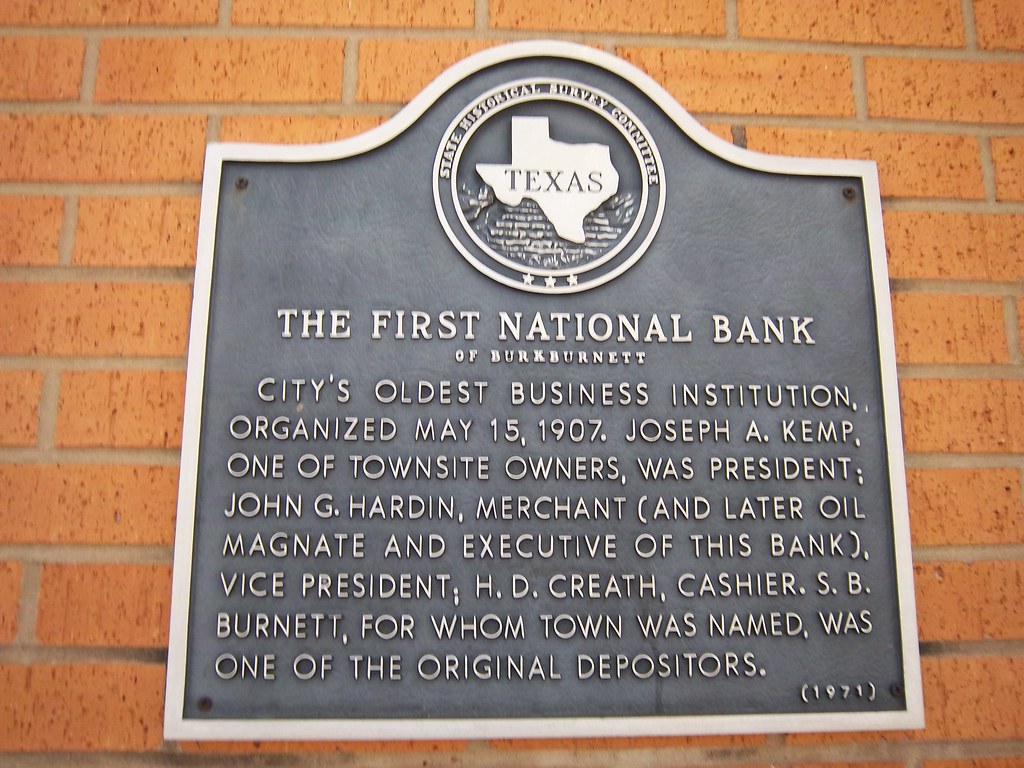 STATE HISTORICAL SURVEY COMMITTEE
TEXAS
THE FIRST NATIONAL BANK
OF BURKBURNETT
CITY'S OLDEST BUSINESS INSTITUTION,
ORGANIZED MAY 15, 1907. JOSEPH A. KEMP,
ONE OF TOWNSITE OWNERS, WAS PRESIDENT;
JOHN G. HARDIN, MERCHANT (AND LATER OIL
MAGNATE AND EXECUTIVE OF THIS BANK),
VICE PRESIDENT; H. D. CREATH, CASHIER. S. B.
BURNETT, FOR WHOM TOWN WAS NAMED, WAS
ONE OF THE ORIGINAL DEPOSITORS.
(1971)